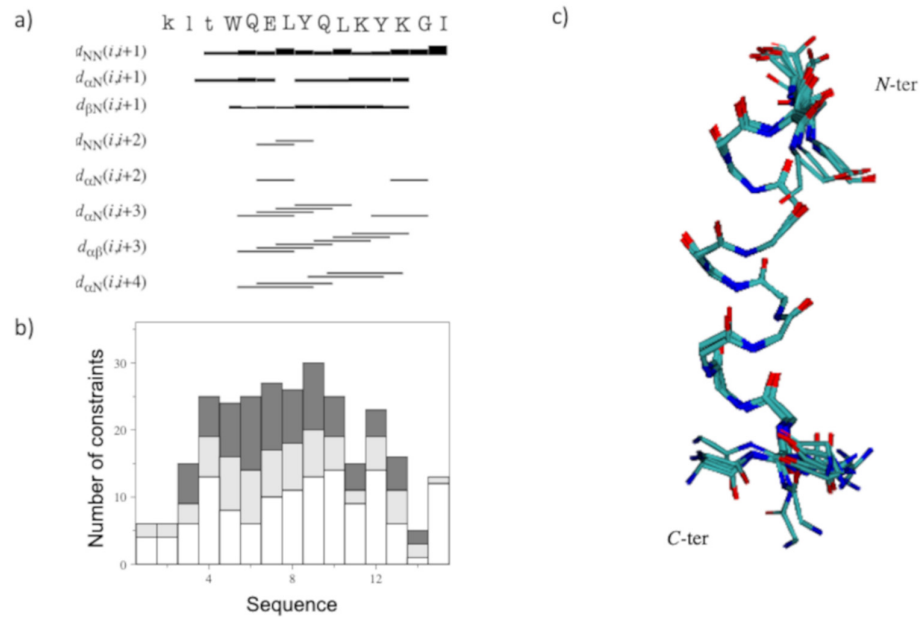 a)
k l t W Q E L Y Q L K Y K G I
dNN(i,i+1)
dαN(i,i+1)
dβN(i,i+1)
dNN(i,i+2)
dαN(i,i+2)
dαN(i,i+3)
dαβ(i,i+3)
dαN(i,i+4)
b)
Number of constraints
30
20
10
0
4
8
12
Sequence
c)
N-ter
C-ter